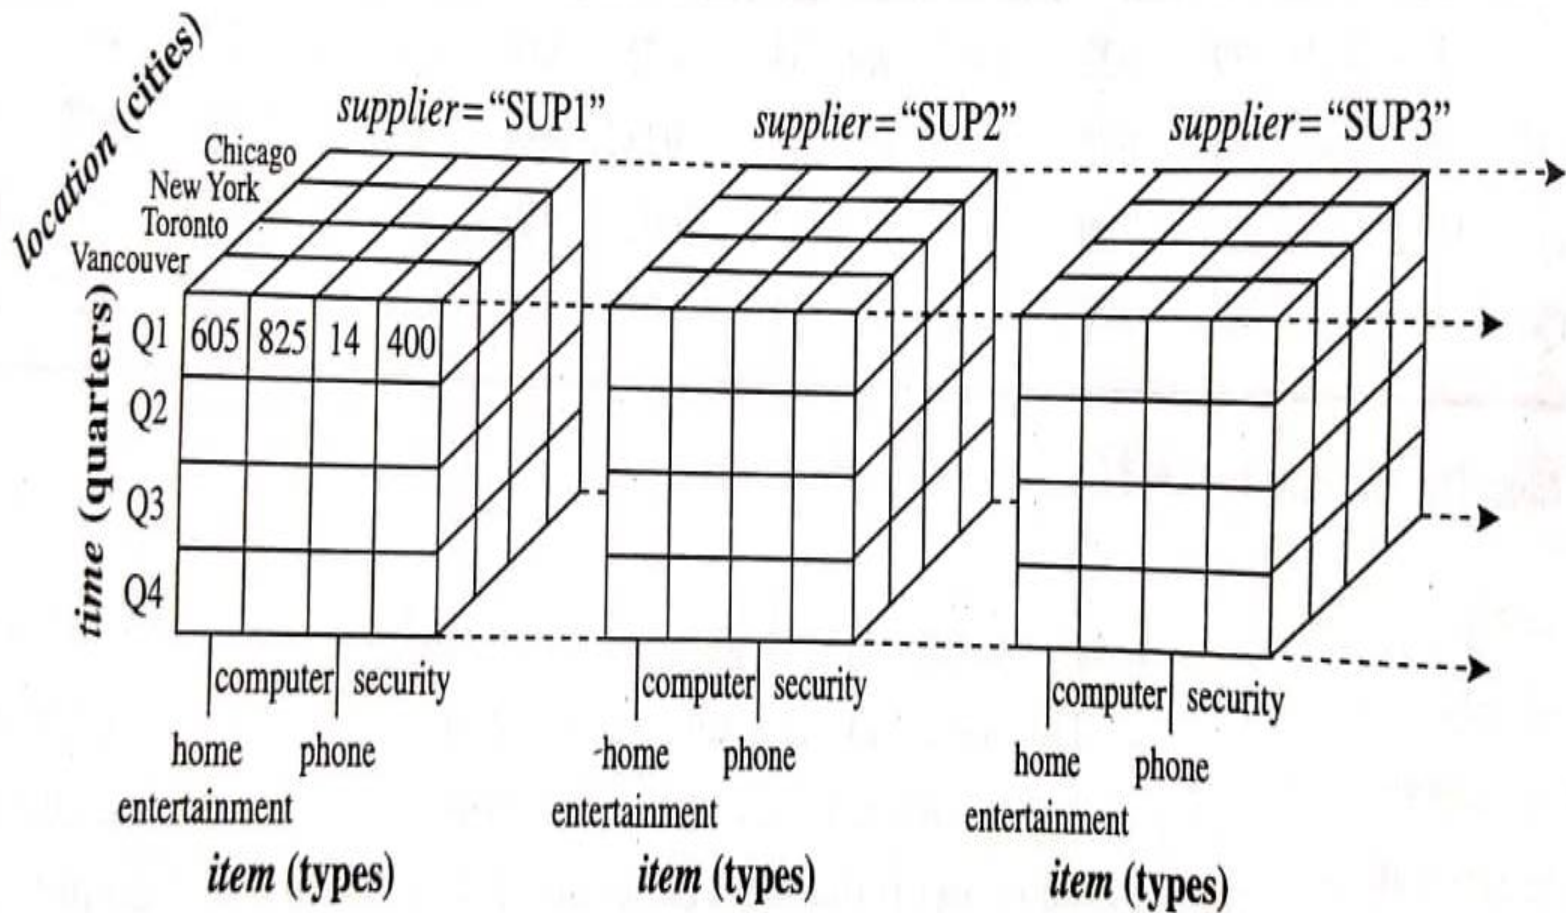 location (cities)
supplier = “SUP1”
supplier = “SUP2”
supplier = “SUP3”
Chicago
New York
Toronto
Vancouver
time (quarters)
Q1 605 825 14 400
Q2
Q3
Q4
computer security
home phone
entertainment
item (types)
computer security
home phone
entertainment
item (types)
computer security
home phone
entertainment
item (types)